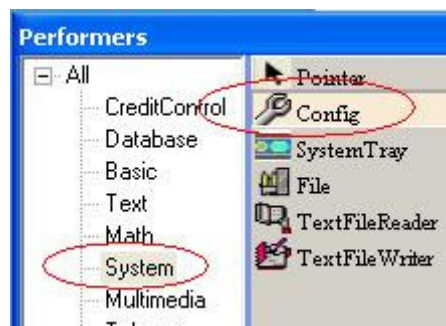 Performers
All
CreditControl
Database
Basic
Text
Math
System
Multimedia
Pointer
Config
SystemTray
File
TextFileReader
TextFileWriter